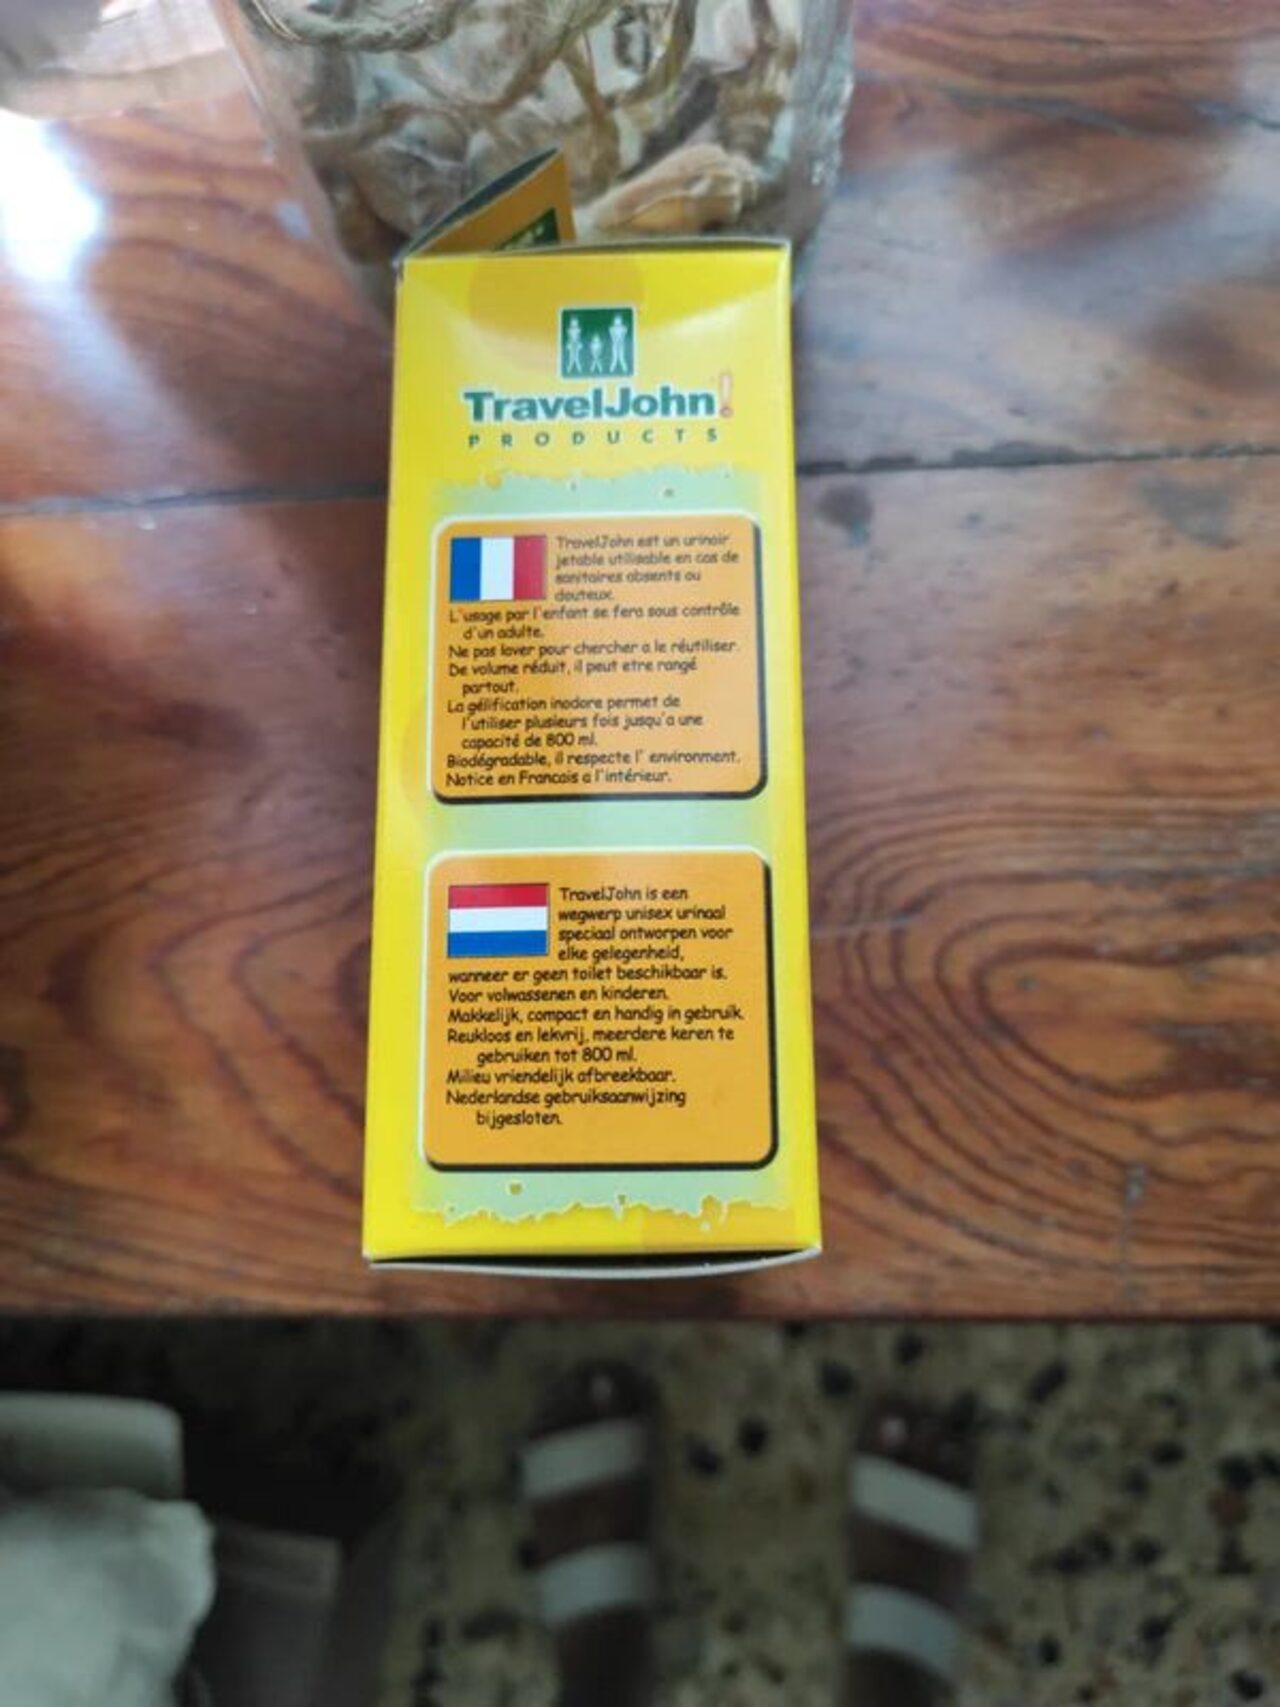 TravelJohn!
PRODUCTS
TravelJohn est un urinoir
jetable utilisable en cas de
sanitaires absents ou
douteux.
L'usage par l'enfant se fera sous contrôle
d'un adulte.
Ne pas laver pour chercher a le réutiliser.
De volume réduit, il peut etre rangé
partout.
La gélification inodore permet de
l'utiliser plusieurs fois jusqu'a une
capacité de 800 ml.
Biodégradable, il respecte l' environment.
Notice en Francais a l'intérieur.
TravelJohn is een
wegwerp unisex urinaal
speciaal ontworpen voor
elke gelegenheid,
wanneer er geen toilet beschikbaar is.
Voor volwassenen en kinderen.
Makkelijk, compact en handig in gebruik.
Reukloos en lekvrij, meerdere keren te
gebruiken tot 800 ml.
Milieu vriendelijk afbreekbaar.
Nederlandse gebruiksaanwijzing
bijgesloten.